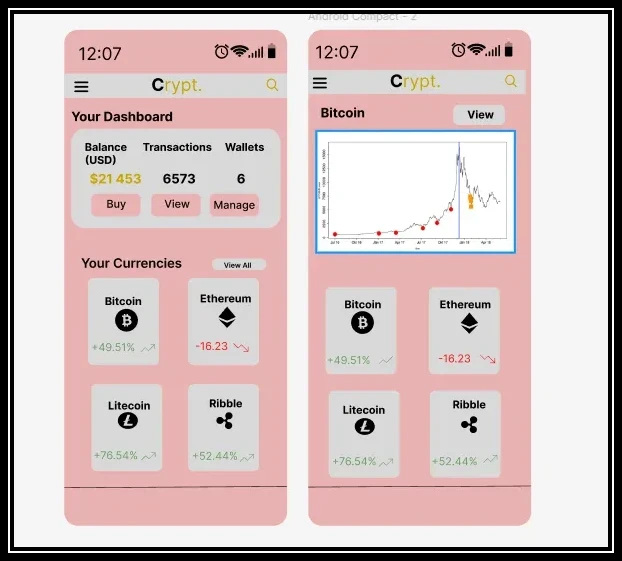 Android Compact - 2
12:07
Crypt.
Your Dashboard
Balance (USD) Transactions Wallets
$21 453 6573 6
Buy View Manage
Your Currencies View All
Bitcoin Ethereum
+49.51% -16.23
Litecoin Ribble
+76.54% +52.44%
12:07
Crypt.
Bitcoin View
Bitcoin Ethereum
+49.51% -16.23
Litecoin Ribble
+76.54% +52.44%